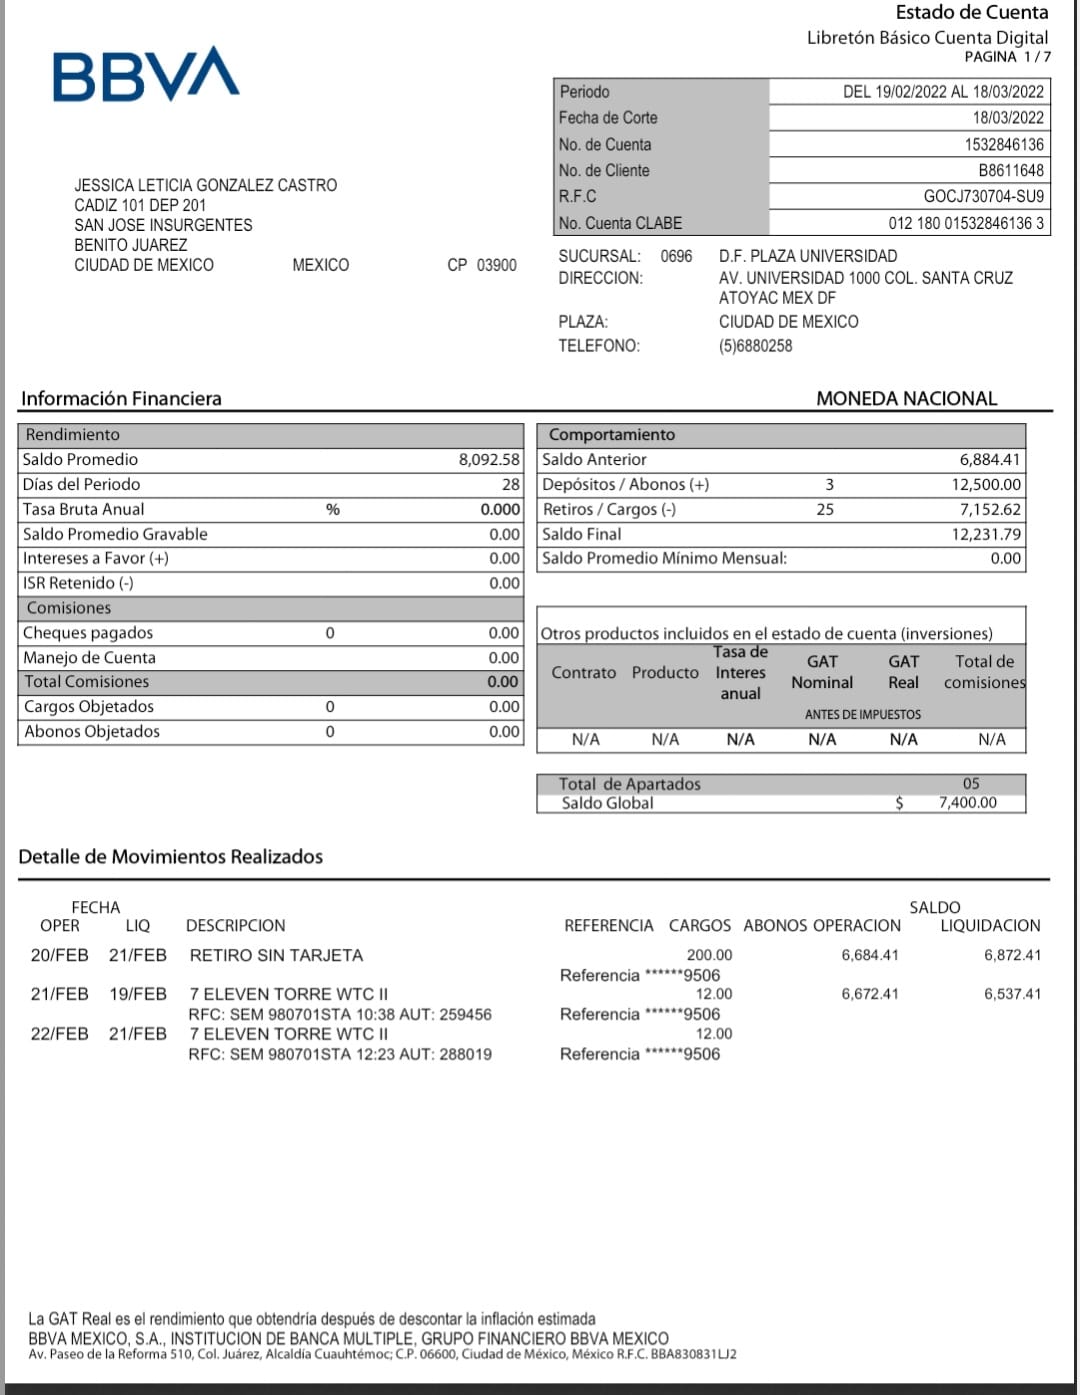 Estado de Cuenta
Libretón Básico Cuenta Digital
PAGINA 1 / 7
BBVA
Periodo DEL 19/02/2022 AL 18/03/2022
Fecha de Corte 18/03/2022
No. de Cuenta 1532846136
No. de Cliente B8611648
R.F.C GOCJ730704-SU9
No. Cuenta CLABE 012 180 01532846136 3
JESSICA LETICIA GONZALEZ CASTRO
CADIZ 101 DEP 201
SAN JOSE INSURGENTES
BENITO JUAREZ
CIUDAD DE MEXICO MEXICO CP 03900
SUCURSAL: 0696 D.F. PLAZA UNIVERSIDAD
DIRECCION: AV. UNIVERSIDAD 1000 COL. SANTA CRUZ
ATOYAC MEX DF
PLAZA: CIUDAD DE MEXICO
TELEFONO: (5)6880258
Información Financiera MONEDA NACIONAL
Rendimiento
Saldo Promedio 8,092.58
Días del Periodo 28
Tasa Bruta Anual % 0.000
Saldo Promedio Gravable 0.00
Intereses a Favor (+) 0.00
ISR Retenido (-) 0.00
Comisiones
Cheques pagados 0 0.00
Manejo de Cuenta 0.00
Total Comisiones 0.00
Cargos Objetados 0 0.00
Abonos Objetados 0 0.00
Comportamiento
Saldo Anterior 6,884.41
Depósitos / Abonos (+) 3 12,500.00
Retiros / Cargos (-) 25 7,152.62
Saldo Final 12,231.79
Saldo Promedio Mínimo Mensual: 0.00
Otros productos incluidos en el estado de cuenta (inversiones)
Contrato Producto Tasa de Interes anual GAT Nominal GAT Real Total de comisiones
ANTES DE IMPUESTOS
N/A N/A N/A N/A N/A N/A
Total de Apartados 05
Saldo Global $ 7,400.00
Detalle de Movimientos Realizados
FECHA SALDO
OPER LIQ DESCRIPCION REFERENCIA CARGOS ABONOS OPERACION LIQUIDACION
20/FEB 21/FEB RETIRO SIN TARJETA 200.00 6,684.41 6,872.41
Referencia ******9506
21/FEB 19/FEB 7 ELEVEN TORRE WTC II 12.00 6,672.41 6,537.41
RFC: SEM 980701STA 10:38 AUT: 259456 Referencia ******9506
22/FEB 21/FEB 7 ELEVEN TORRE WTC II 12.00
RFC: SEM 980701STA 12:23 AUT: 288019 Referencia ******9506
La GAT Real es el rendimiento que obtendría después de descontar la inflación estimada
BBVA MEXICO, S.A., INSTITUCION DE BANCA MULTIPLE, GRUPO FINANCIERO BBVA MEXICO
Av. Paseo de la Reforma 510, Col. Juárez, Alcaldía Cuauhtémoc; C.P. 06600, Ciudad de México, México R.F.C. BBA830831LJ2